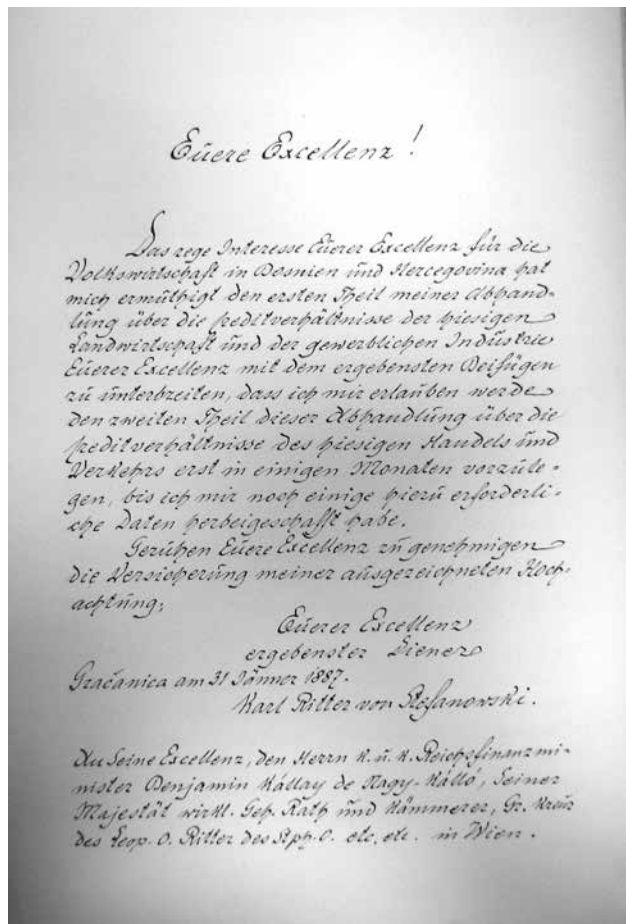 Euere Excellenz!
Das rege Interesse Euerer Excellenz für die
Volkswirtschaft in Bosnien und Hercegovina hat
mich ermüthigt den ersten Theil meiner Abhand-
lung über die Creditverhältnisse der hiesigen
Landwirtschaft und der gewerblichen Industrie
Euerer Excellenz mit dem ergebensten Beifügen
zu unterbreiten, dass ich mir erlauben werde
den zweiten Theil dieser Abhandlung über die
Creditverhältnisse des hiesigen Handels und
Verkehrs erst in einigen Monaten vorzule-
gen, bis ich mir noch einige hierzu erforderli-
che Daten herbeigeschafft habe.
Geruhen Euere Excellenz zu genehmigen
die Versicherung meiner ausgezeichneten Hoch-
achtung;
Euerer Excellenz
ergebenster Diener
Gračanica am 31 Jänner 1887.
Karl Ritter von Stefanowski.
An Seine Excellenz, den Herrn k. u. k. Reichsfinanzmi-
nister Benjamin Kállay de Nagy-Kálló, Seiner
Majestät wirkl. Geh. Rath und Kämmerer, Gr. Kreuz
des Leop. O. Ritter des Stph. O. etc. etc. in Wien.